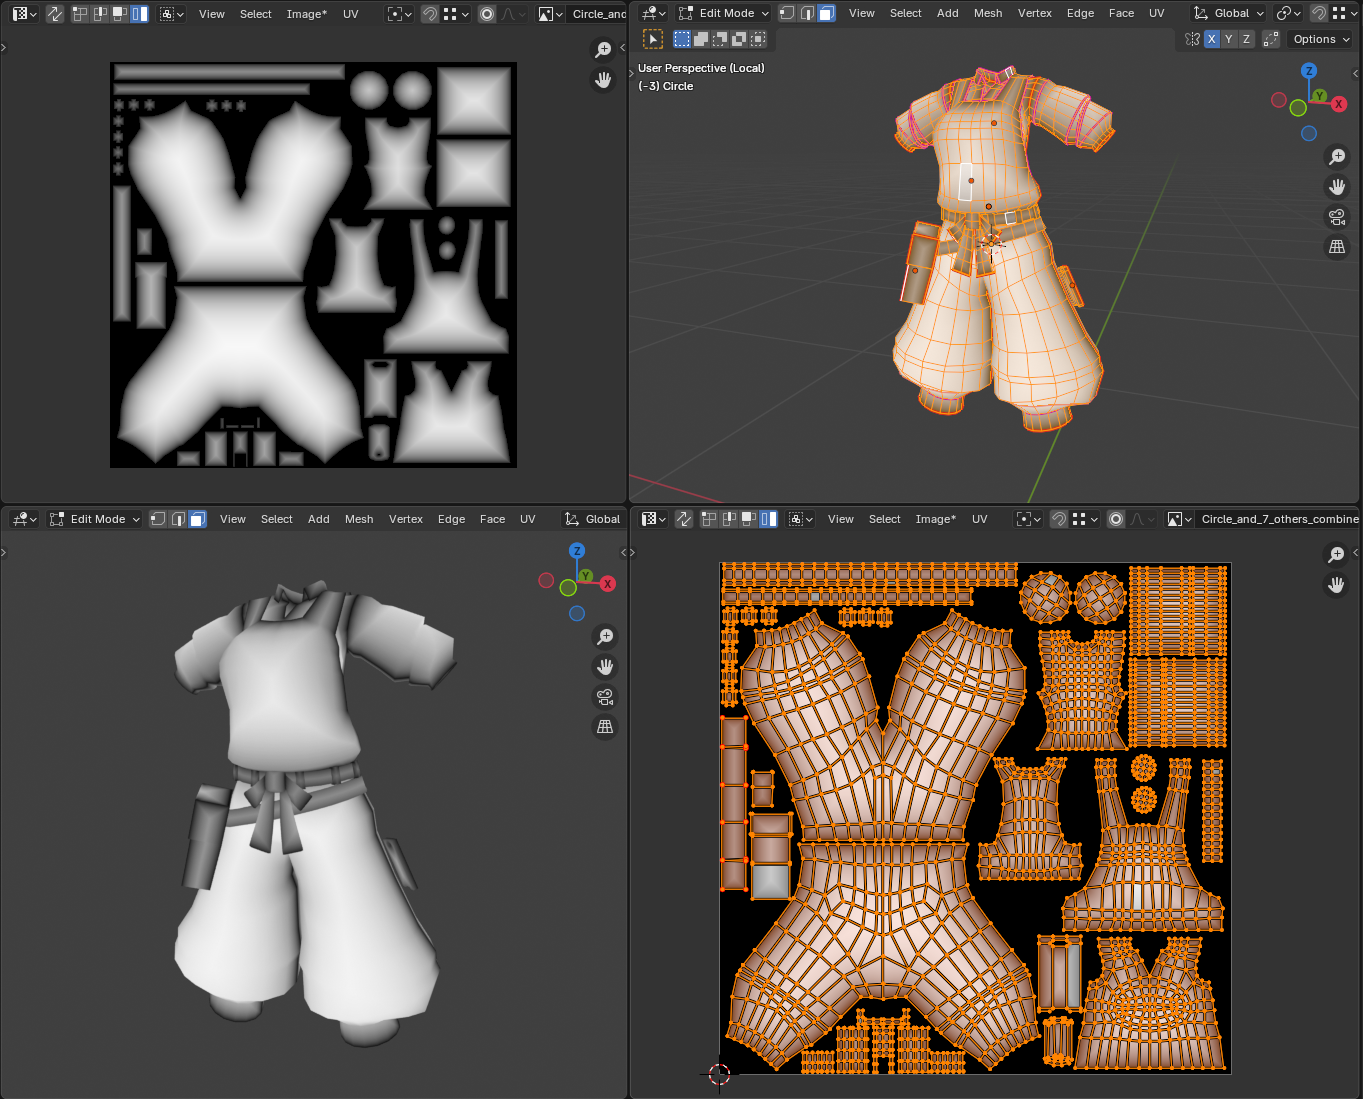 View Select Image* UV Circle_and
Edit Mode View Select Add Mesh Vertex Edge Face UV Global
X Y Z Options
User Perspective (Local)
(-3) Circle
Z
Y
X
Edit Mode View Select Add Mesh Vertex Edge Face UV Global
View Select Image* UV Circle_and_7_others_combine
Z
Y
X